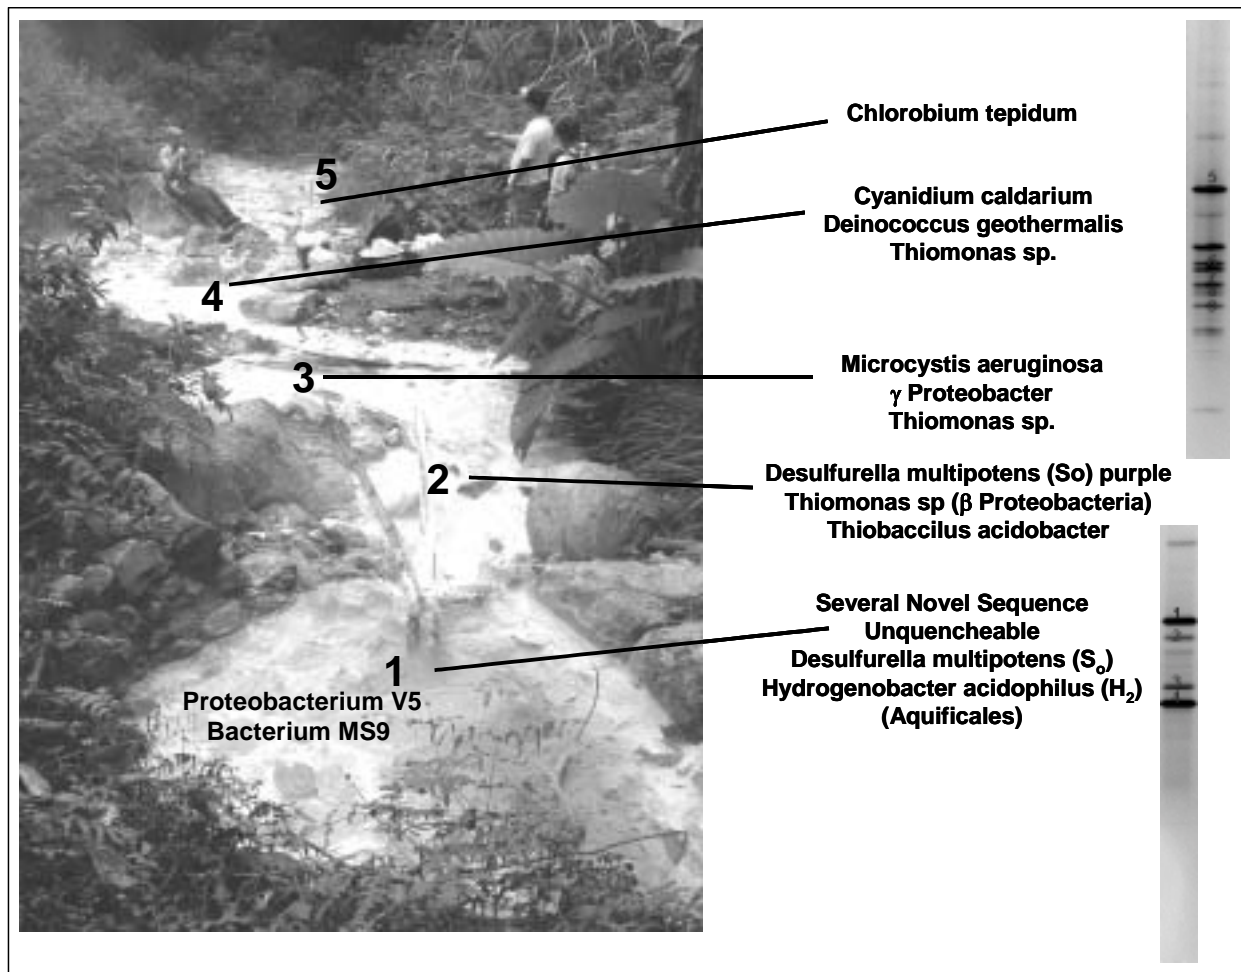 5
Chlorobium tepidum
4
Cyanidium caldarium
Deinococcus geothermalis
Thiomonas sp.
3
Microcystis aeruginosa
γ Proteobacter
Thiomonas sp.
2
Desulfurella multipotens (So) purple
Thiomonas sp (β Proteobacteria)
Thiobaccilus acidobacter
1
Several Novel Sequence
Unquencheable
Desulfurella multipotens (Sₒ)
Hydrogenobacter acidophilus (H₂)
(Aquificales)
Proteobacterium V5
Bacterium MS9
5
1